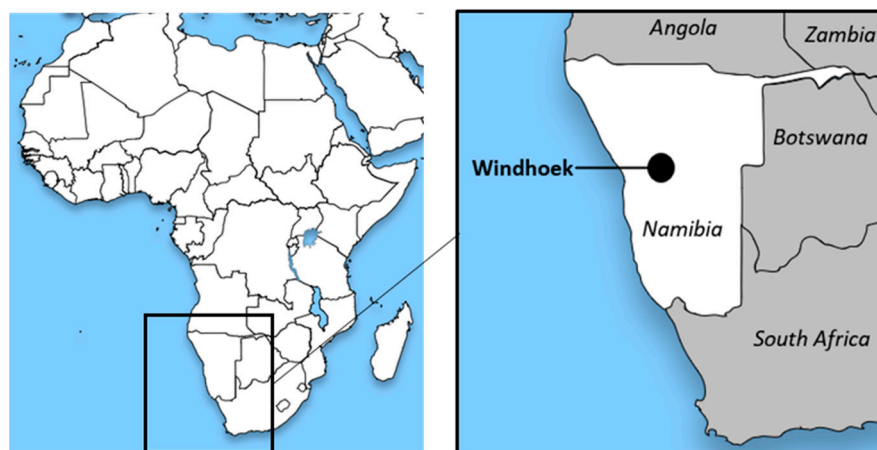 Angola
Zambia
Botswana
Windhoek
Namibia
South Africa